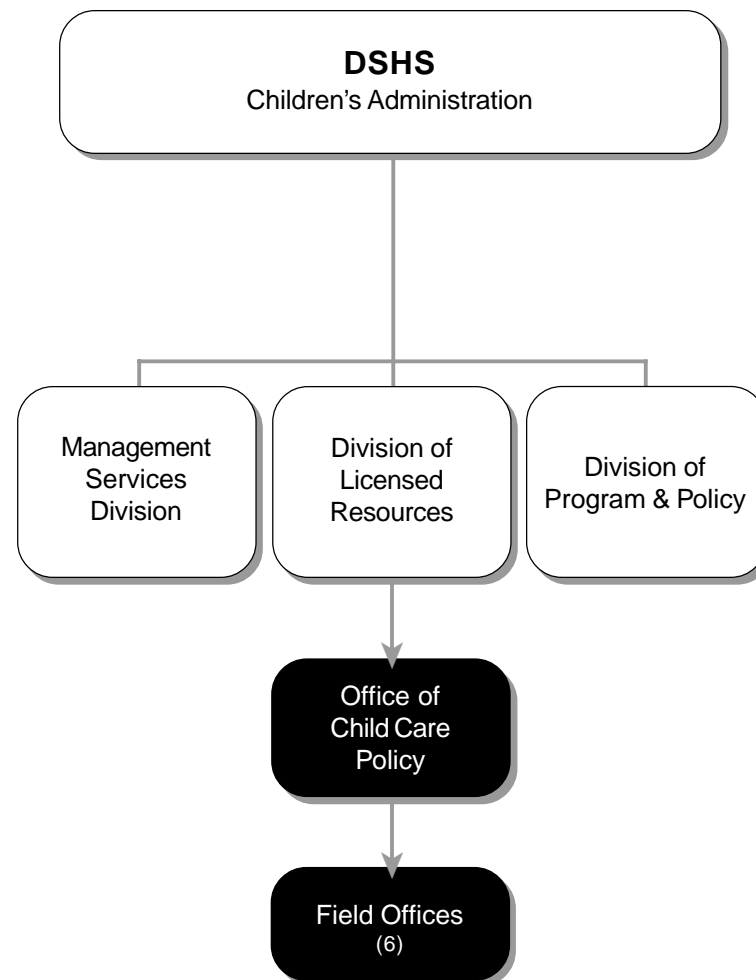 DSHS
Children's Administration
Management
Services
Division
Division of
Licensed
Resources
Division of
Program & Policy
Office of
Child Care
Policy
Field Offices
(6)